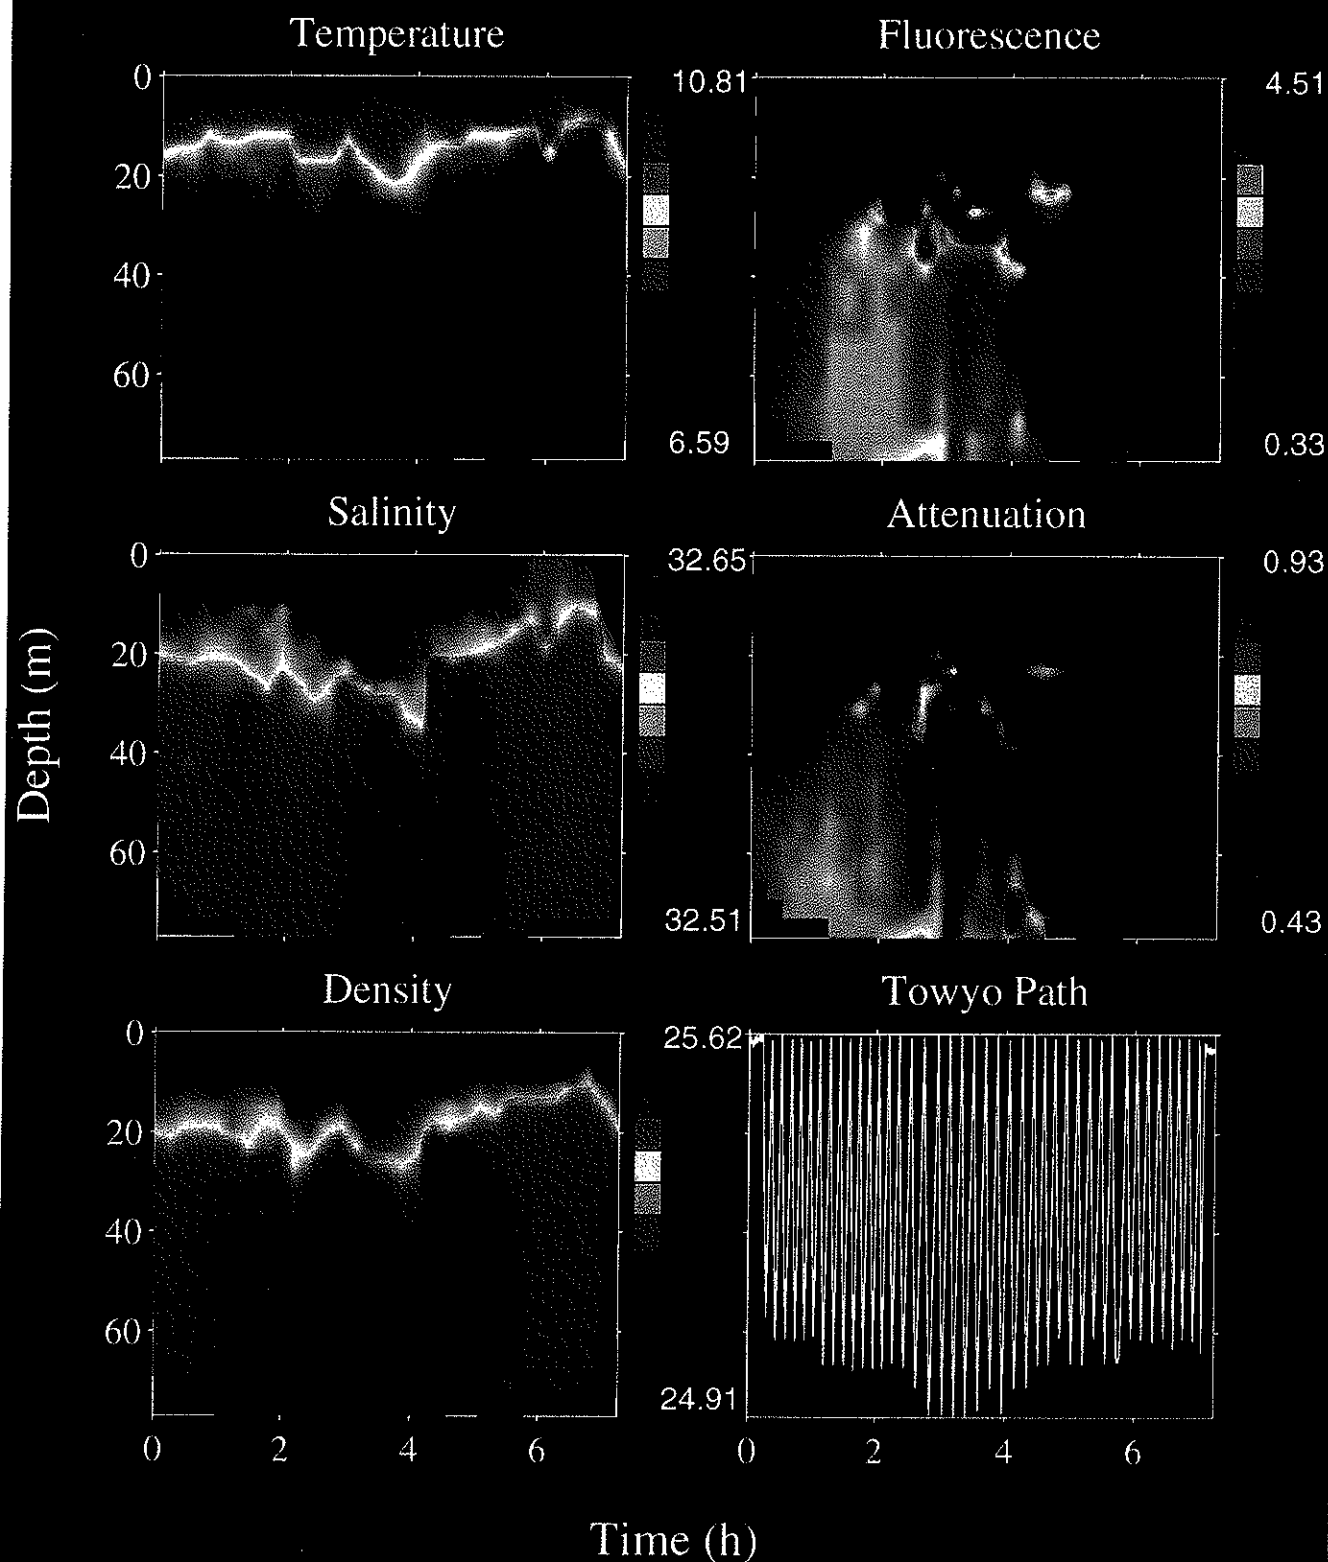 Temperature
Fluorescence
0
20
40
60
10.81
6.59
4.51
0.33
Salinity
Attenuation
Depth (m)
0
20
40
60
32.65
32.51
0.93
0.43
Density
Towyo Path
0
20
40
60
25.62
24.91
0 2 4 6
0 2 4 6
Time (h)